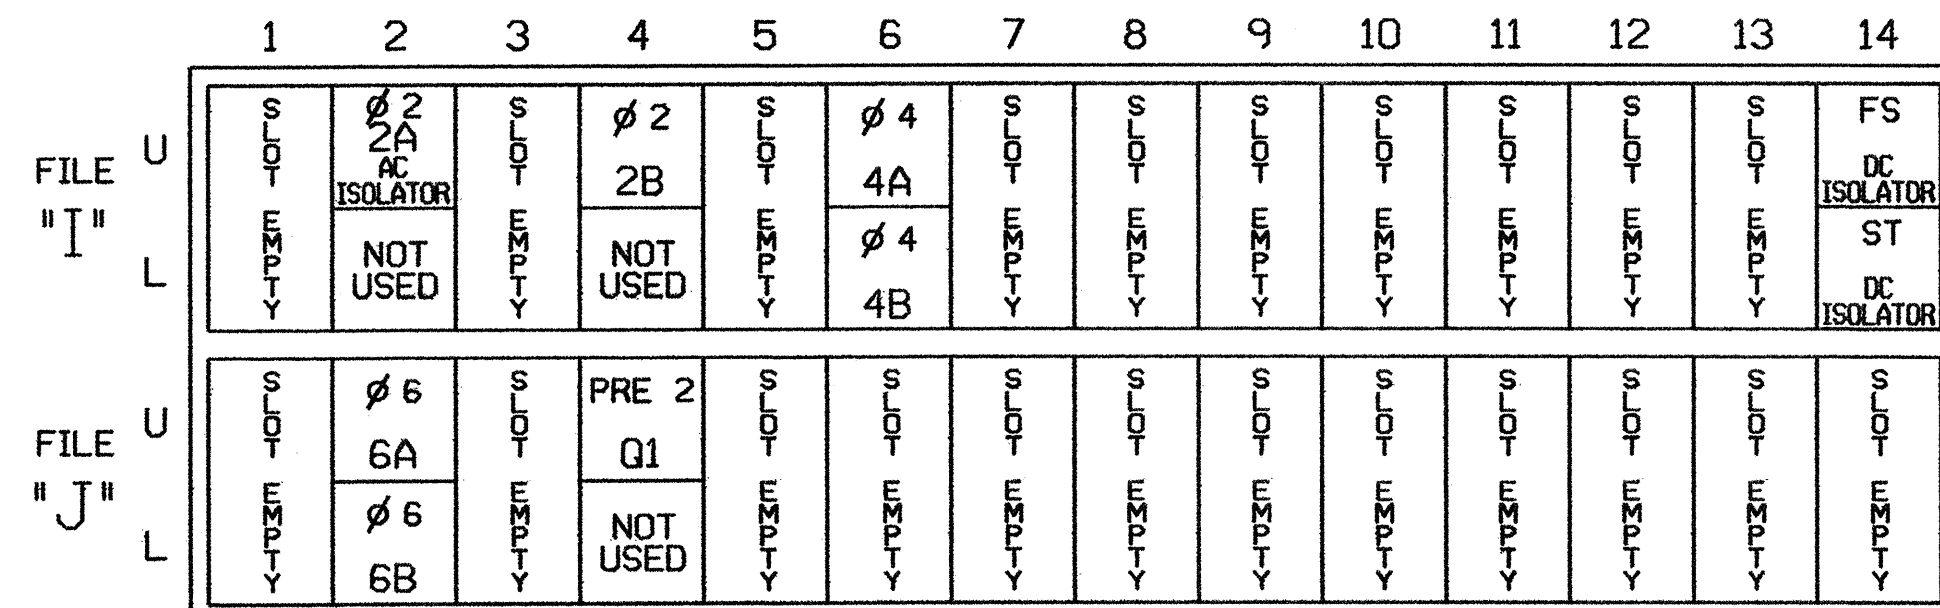 1 2 3 4 5 6 7 8 9 10 11 12 13 14
FILE "I"
U
L
SLOT EMPTY
Ø 2
2A
AC
ISOLATOR
NOT
USED
SLOT EMPTY
Ø 2
2B
NOT
USED
SLOT EMPTY
Ø 4
4A
Ø 4
4B
SLOT EMPTY
SLOT EMPTY
SLOT EMPTY
SLOT EMPTY
SLOT EMPTY
SLOT EMPTY
SLOT EMPTY
FS
DC
ISOLATOR
ST
DC
ISOLATOR
FILE "J"
U
L
SLOT EMPTY
Ø 6
6A
Ø 6
6B
SLOT EMPTY
PRE 2
Q1
NOT
USED
SLOT EMPTY
SLOT EMPTY
SLOT EMPTY
SLOT EMPTY
SLOT EMPTY
SLOT EMPTY
SLOT EMPTY
SLOT EMPTY
SLOT EMPTY
SLOT EMPTY